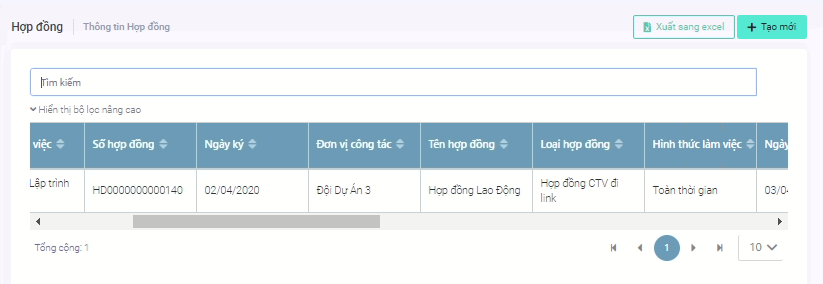 Hợp đồng Thông tin Hợp đồng Xuất sang excel Tạo mới
Tìm kiếm
Hiển thị bộ lọc nâng cao
việc Số hợp đồng Ngày ký Đơn vị công tác Tên hợp đồng Loại hợp đồng Hình thức làm việc Ngày
Lập trình HD0000000000140 02/04/2020 Đội Dự Án 3 Hợp đồng Lao Động Hợp đồng CTV đi
link Toàn thời gian 03/04
Tổng cộng: 1 1 10